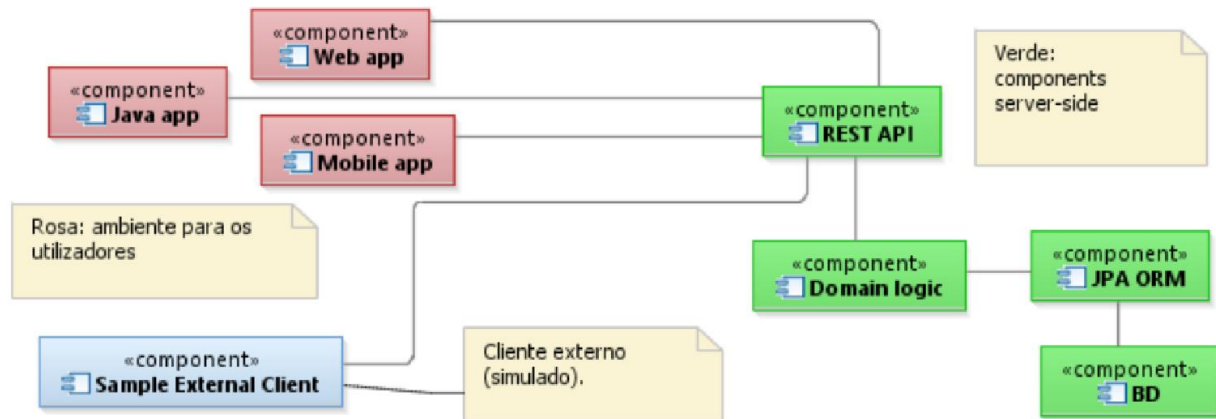 «component»
Web app
«component»
Java app
«component»
Mobile app
«component»
REST API
Verde:
components
server-side
Rosa: ambiente para os
utilizadores
«component»
Domain logic
«component»
JPA ORM
«component»
Sample External Client
Cliente externo
(simulado).
«component»
BD